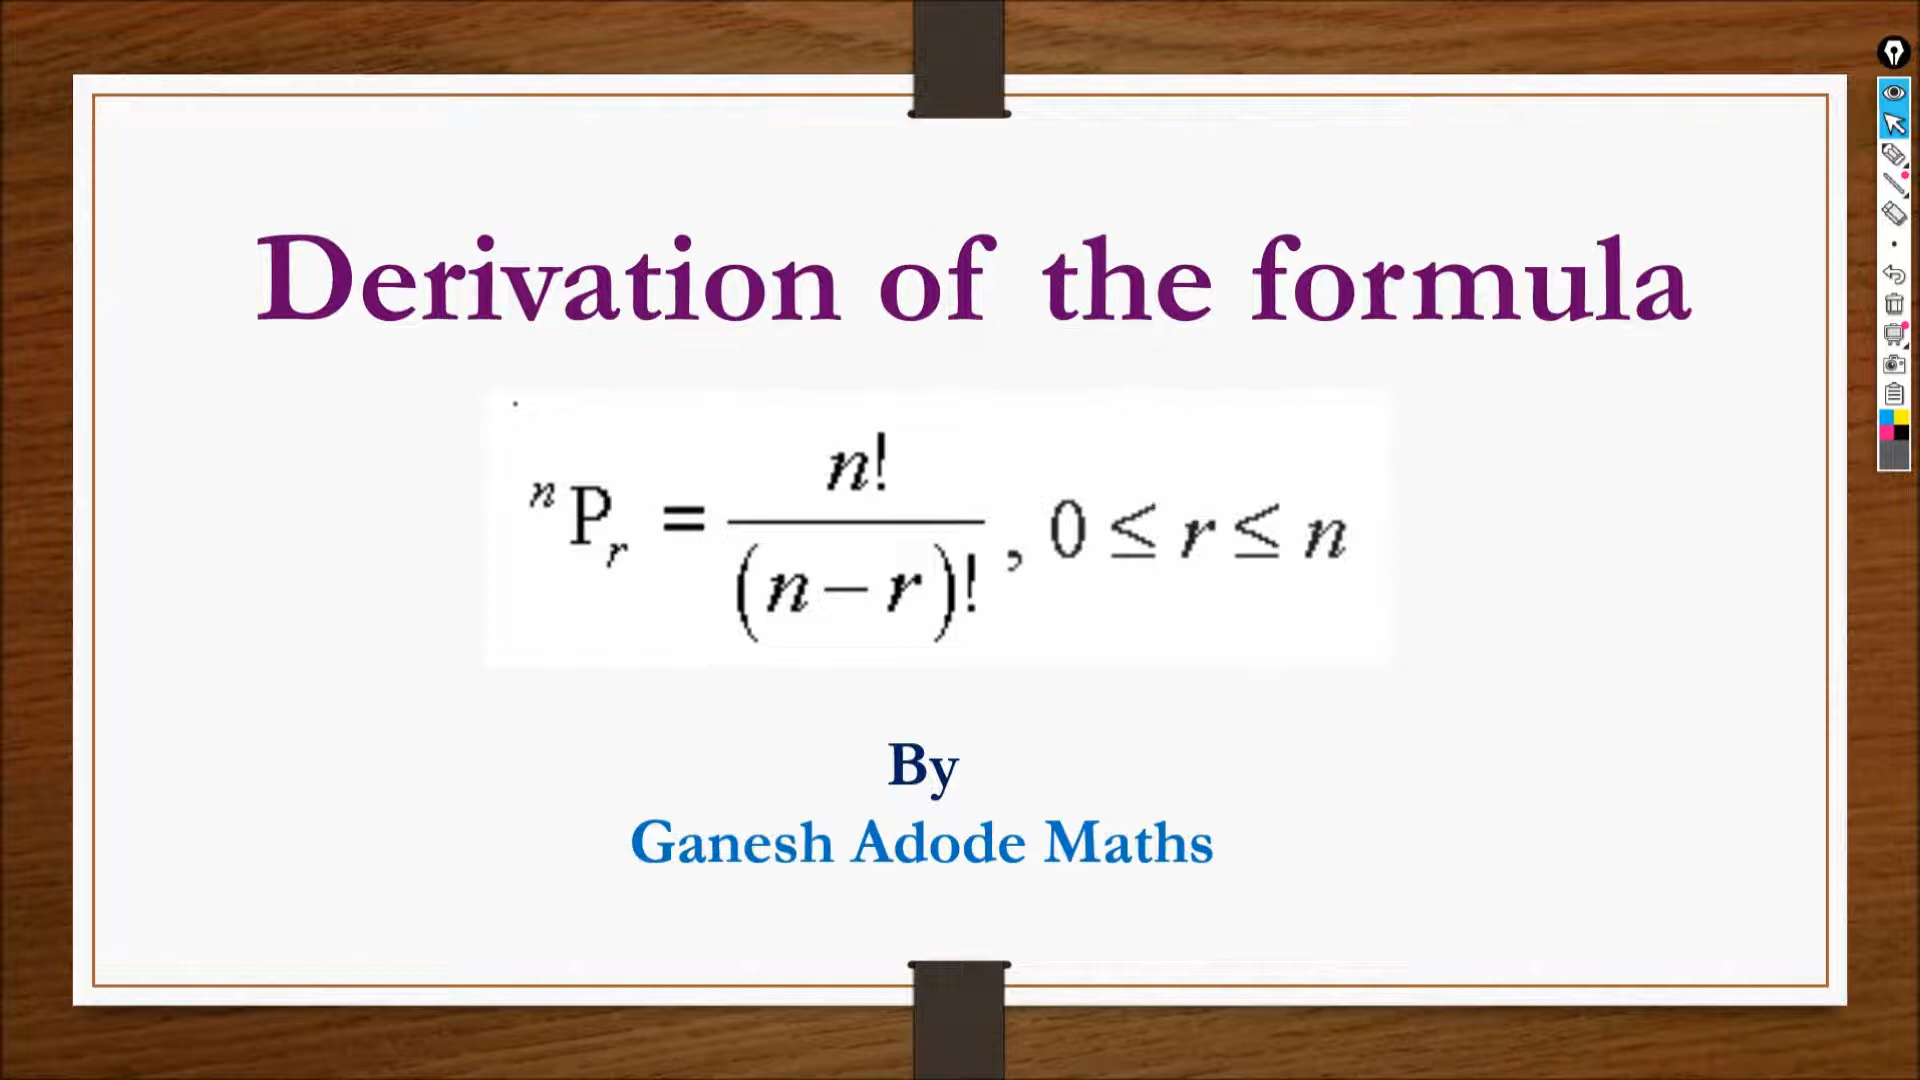 Derivation of the formula
ⁿPᵣ = n! / (n − r)! , 0 ≤ r ≤ n
By
Ganesh Adode Maths